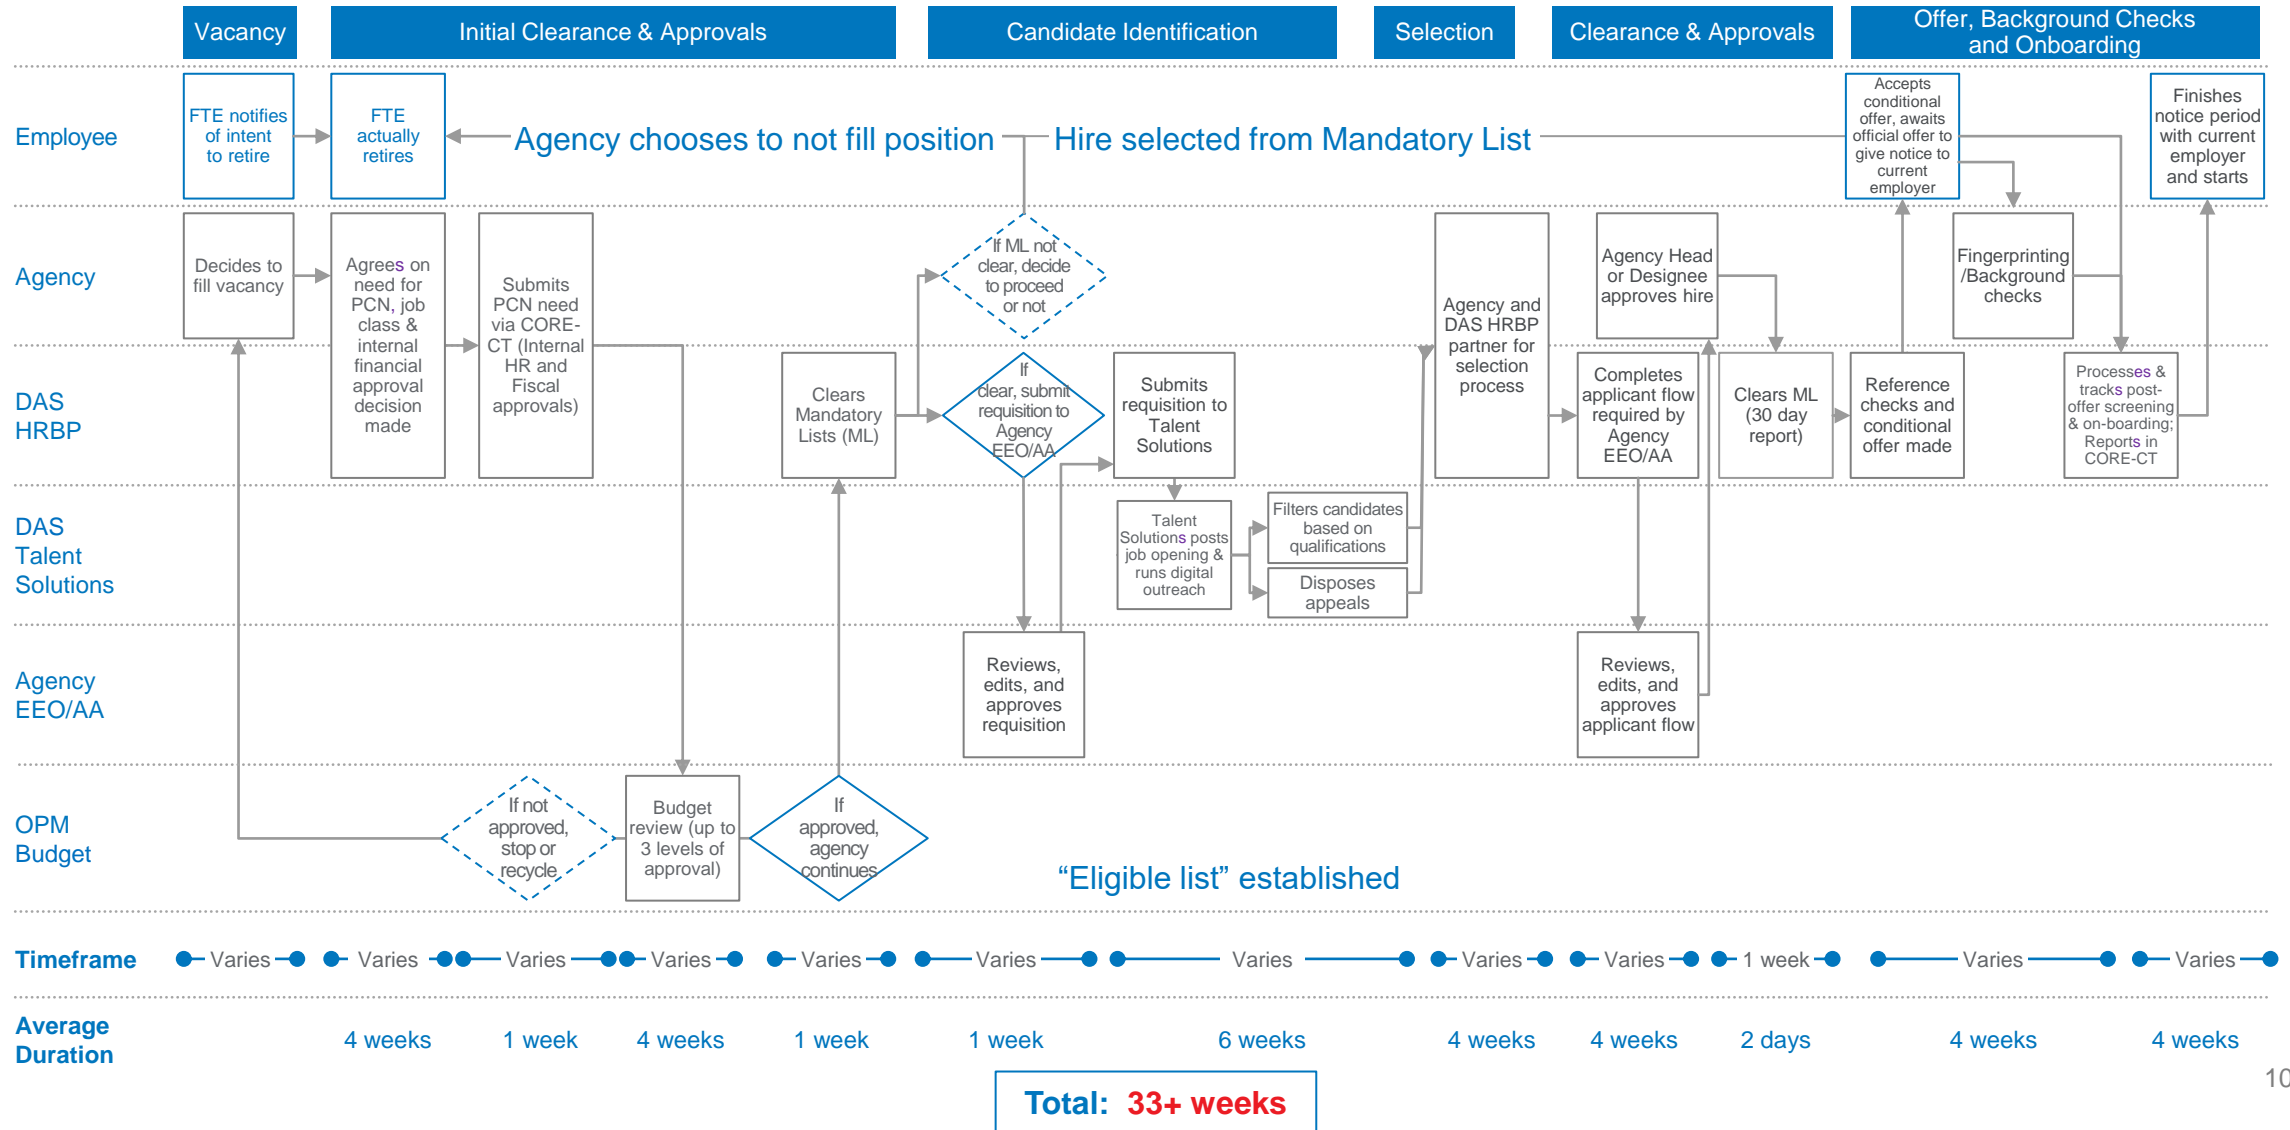 Vacancy
Initial Clearance & Approvals
Candidate Identification
Selection
Clearance & Approvals
Offer, Background Checks
and Onboarding
Employee
FTE notifies
of intent
to retire
FTE
actually
retires
Agency chooses to not fill position
Hire selected from Mandatory List
Accepts
conditional
offer, awaits
official offer to
give notice to
current
employer
Finishes
notice period
with current
employer
and starts
Agency
Decides to
fill vacancy
Agrees on
need for
PCN, job
class &
internal
financial
approval
decision
made
Submits
PCN need
via CORE-
CT (Internal
HR and
Fiscal
approvals)
If ML not
clear, decide
to proceed
or not
Agency and
DAS HRBP
partner for
selection
process
Agency Head
or Designee
approves hire
Fingerprinting
/Background
checks
DAS
HRBP
Clears
Mandatory
Lists (ML)
If
clear, submit
requisition to
Agency
EEO/AA
Submits
requisition to
Talent
Solutions
Completes
applicant flow
required by
Agency
EEO/AA
Clears ML
(30 day
report)
Reference
checks and
conditional
offer made
Processes &
tracks post-
offer screening
& on-boarding;
Reports in
CORE-CT
DAS
Talent
Solutions
Talent
Solutions posts
job opening &
runs digital
outreach
Filters candidates
based on
qualifications
Disposes
appeals
Agency
EEO/AA
Reviews,
edits, and
approves
requisition
Reviews,
edits, and
approves
applicant flow
OPM
Budget
If not
approved,
stop or
recycle
Budget
review (up to
3 levels of
approval)
If
approved,
agency
continues
“Eligible list” established
Timeframe
Varies
Varies
Varies
Varies
Varies
Varies
Varies
Varies
Varies
1 week
Varies
Varies
Average
Duration
4 weeks
1 week
4 weeks
1 week
1 week
6 weeks
4 weeks
4 weeks
2 days
4 weeks
4 weeks
Total: 33+ weeks
10